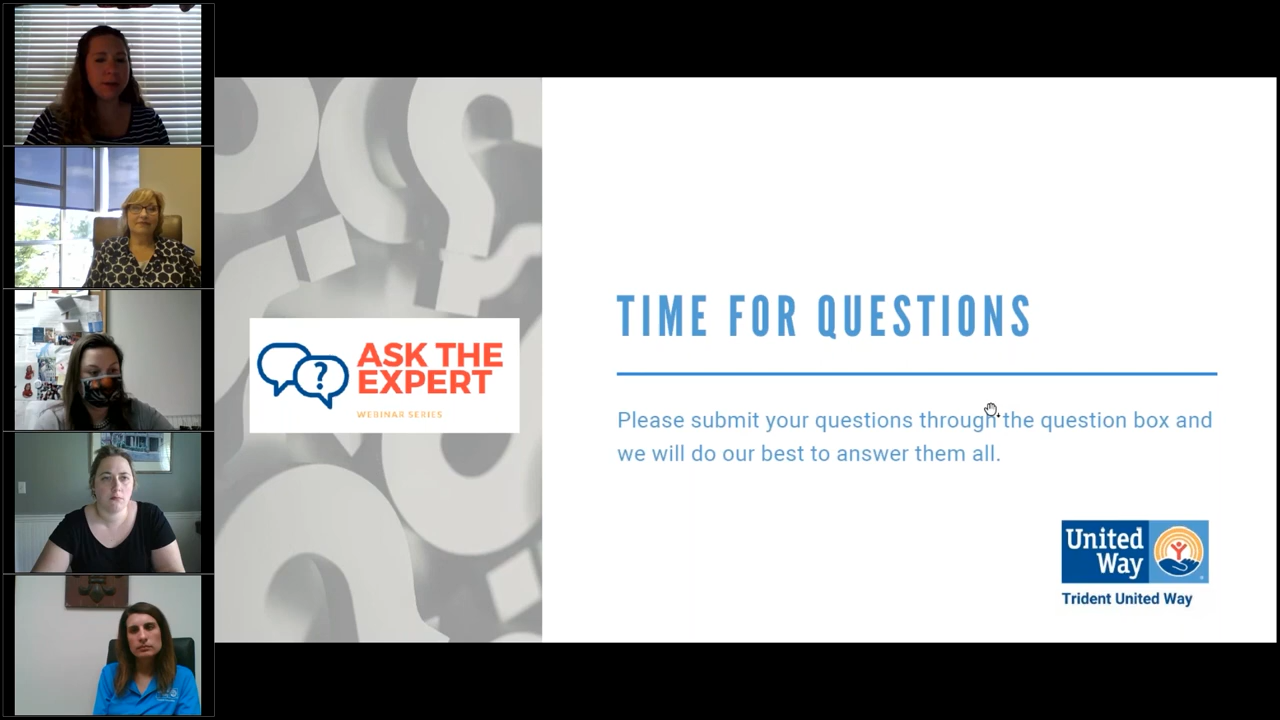 ASK THE
EXPERT
?
WEBINAR SERIES
TIME FOR QUESTIONS
Please submit your questions through the question box and
we will do our best to answer them all.
United
Way
Trident United Way